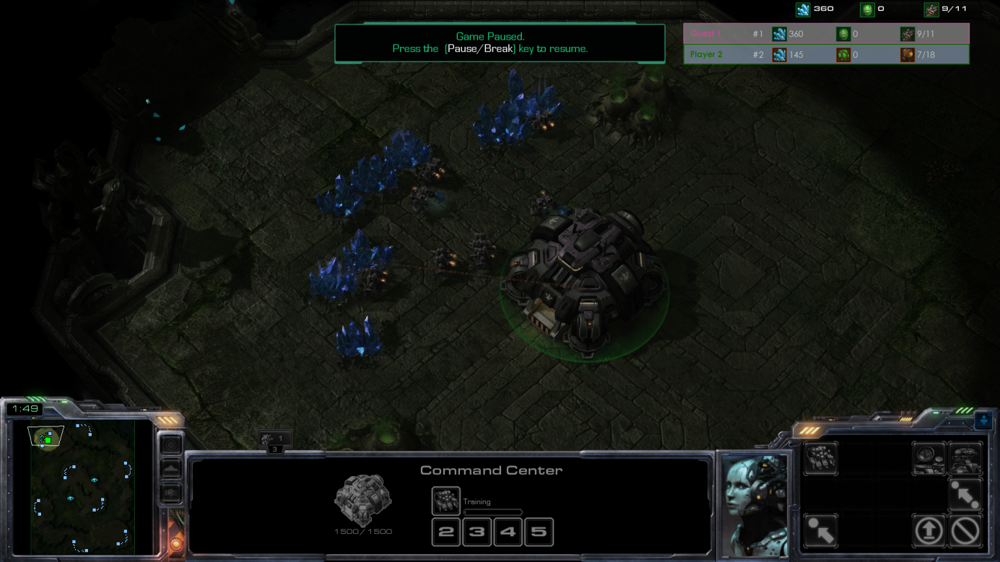 360 0 9/11
Game Paused.
Press the (Pause/Break) key to resume.
Guest 1 #1 360 0 9/11
Player 2 #2 145 0 7/18
1:49
1
3
Command Center
Training
1500/1500
2 3 4 5